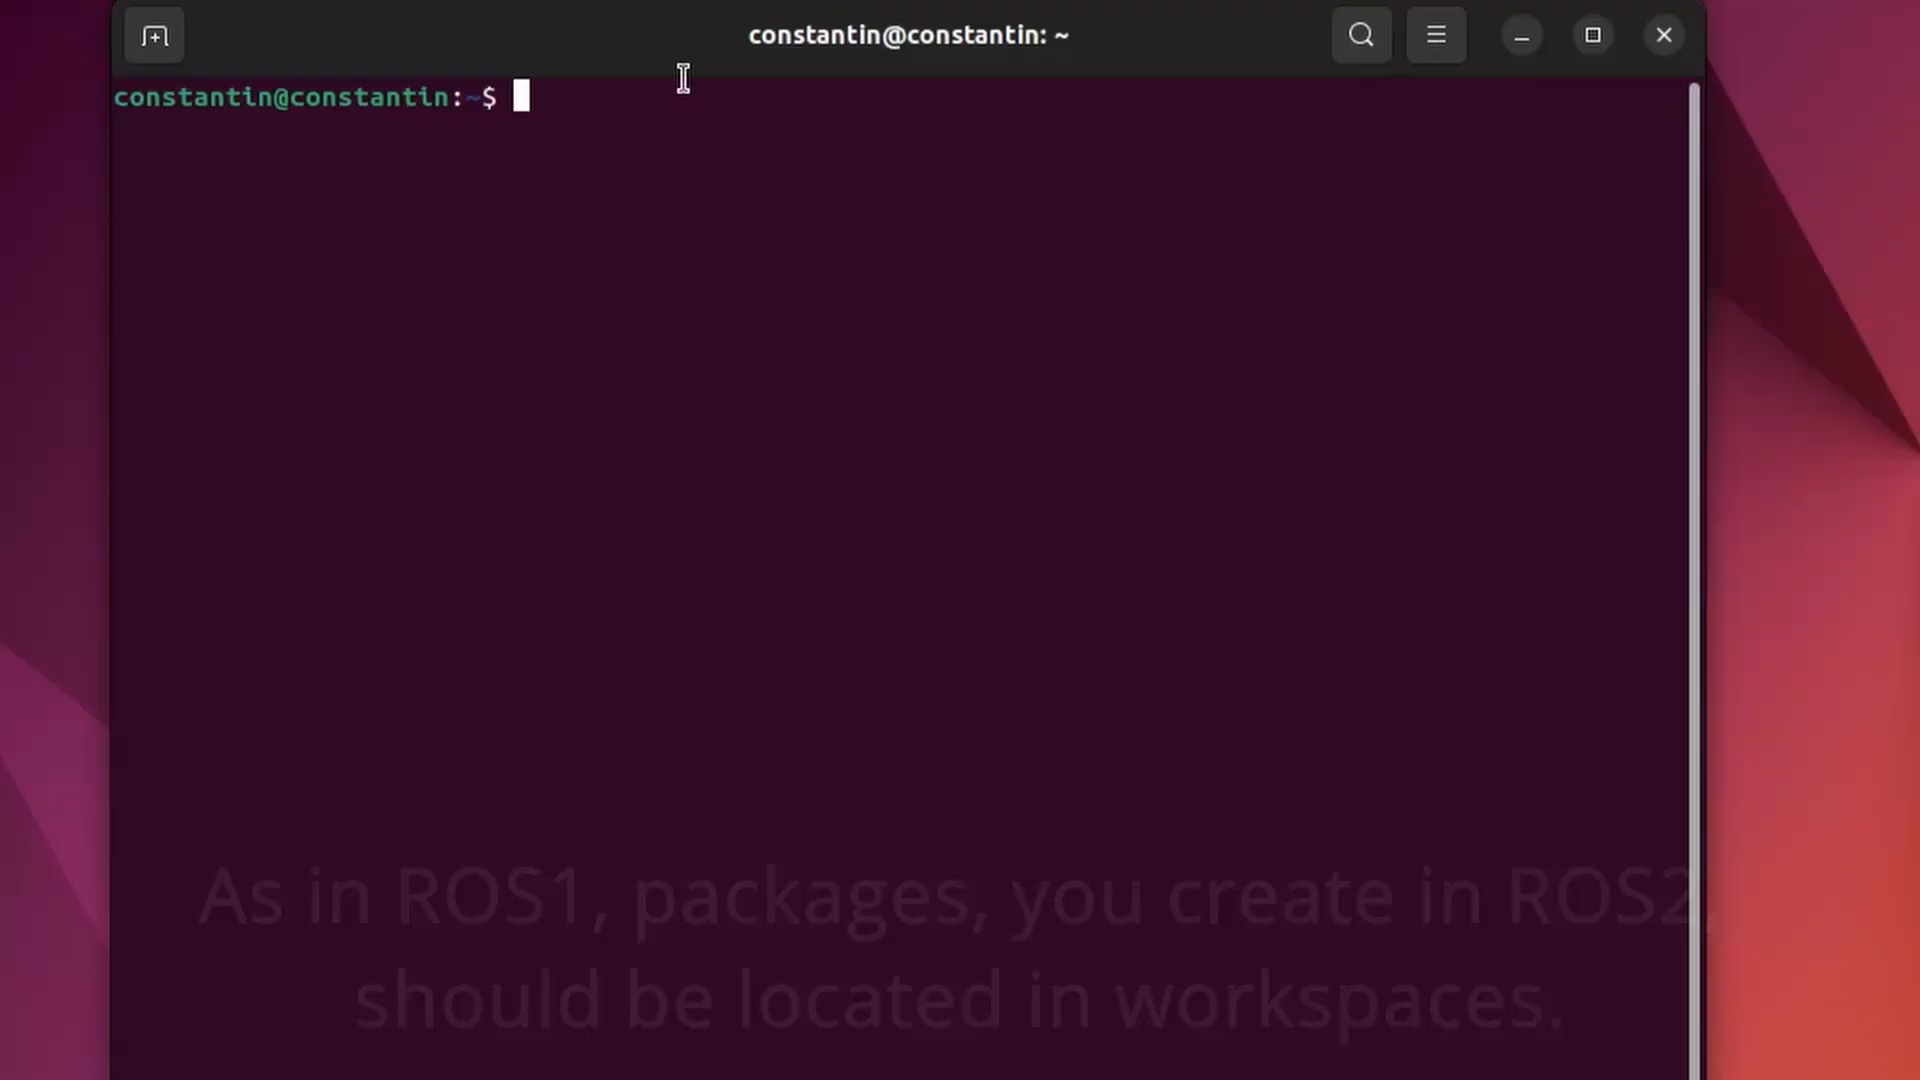 constantin@constantin: ~
constantin@constantin:~$
As in ROS1, packages, you create in ROS2,
should be located in workspaces.